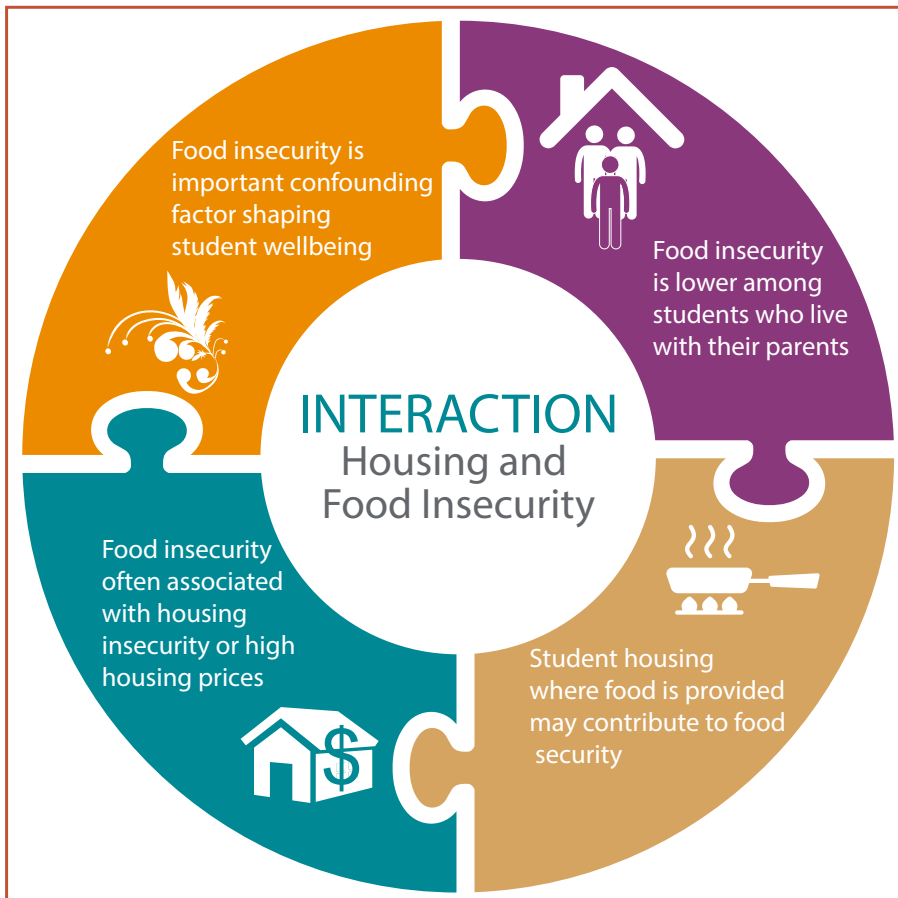 Food insecurity is
important confounding
factor shaping
student wellbeing
Food insecurity
is lower among
students who live
with their parents
INTERACTION
Housing and
Food Insecurity
Food insecurity
often associated
with housing
insecurity or high
housing prices
$
Student housing
where food is provided
may contribute to food
security